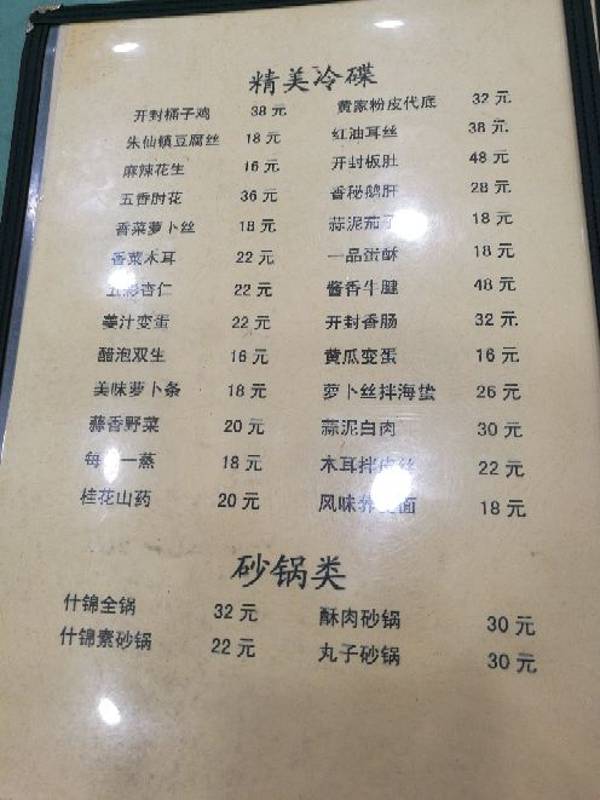 精美冷碟
开封桶子鸡 38元 黄家粉皮代底 32元
朱仙镇豆腐丝 18元 红油耳丝 38元
麻辣花生 16元 开封板肚 48元
五香肘花 36元 香秘鹅肝 28元
香菜萝卜丝 18元 蒜泥茄 18元
香菜木耳 22元 一品蛋酥 18元
五彩杏仁 22元 酱香牛腱 48元
姜汁变蛋 22元 开封香肠 32元
醋泡双生 16元 黄瓜变蛋 16元
美味萝卜条 18元 萝卜丝拌海蛰 26元
蒜香野菜 20元 蒜泥白肉 30元
每 一蒸 18元 木耳拌 丝 22元
桂花山药 20元 风味 面 18元
砂锅类
什锦全锅 32元 酥肉砂锅 30元
什锦素砂锅 22元 丸子砂锅 30元